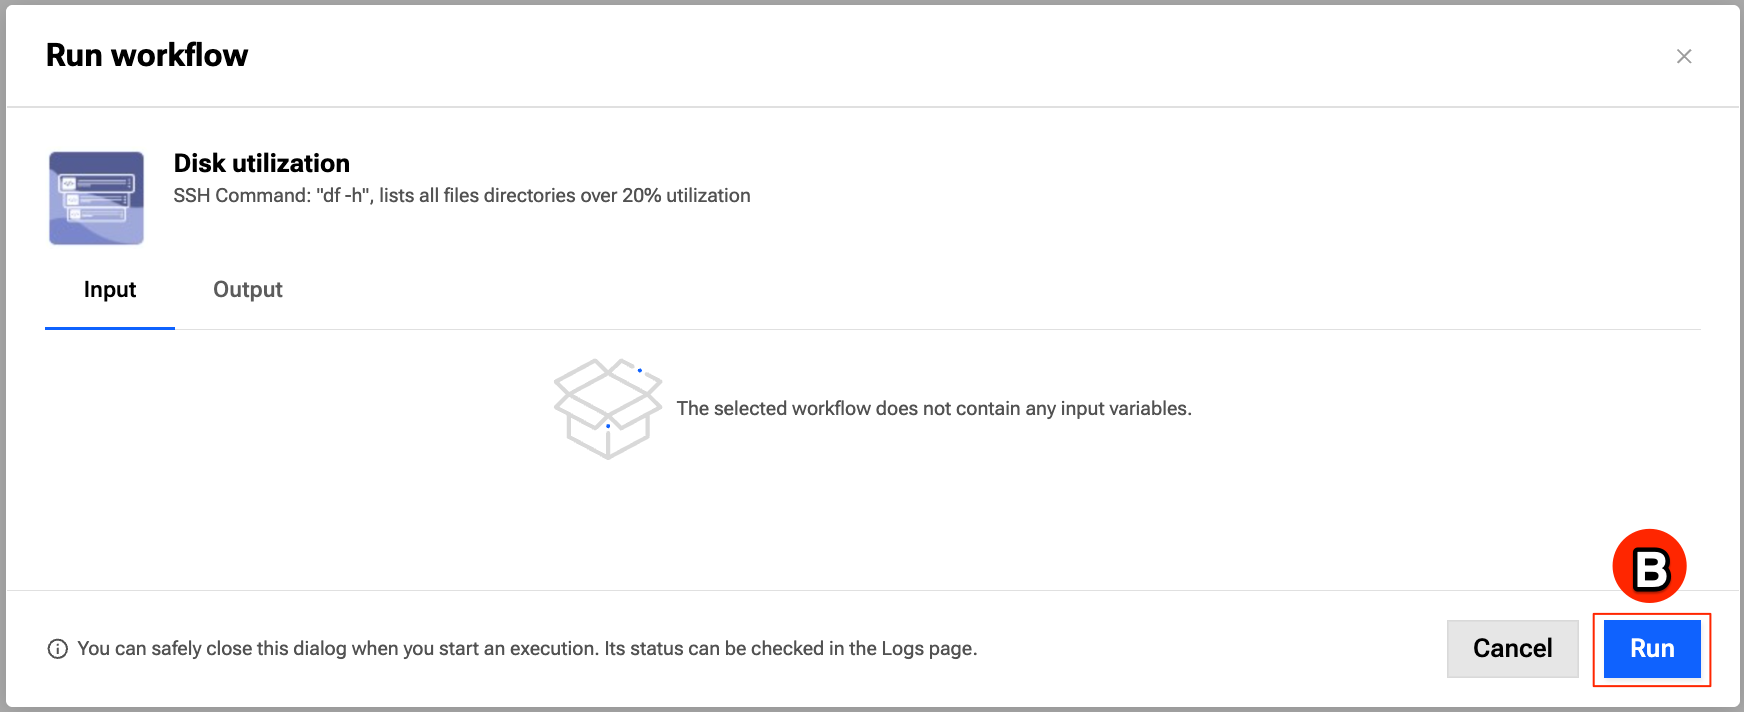 Run workflow
Disk utilization
SSH Command: "df -h", lists all files directories over 20% utilization
Input
Output
The selected workflow does not contain any input variables.
B
You can safely close this dialog when you start an execution. Its status can be checked in the Logs page.
Cancel
Run